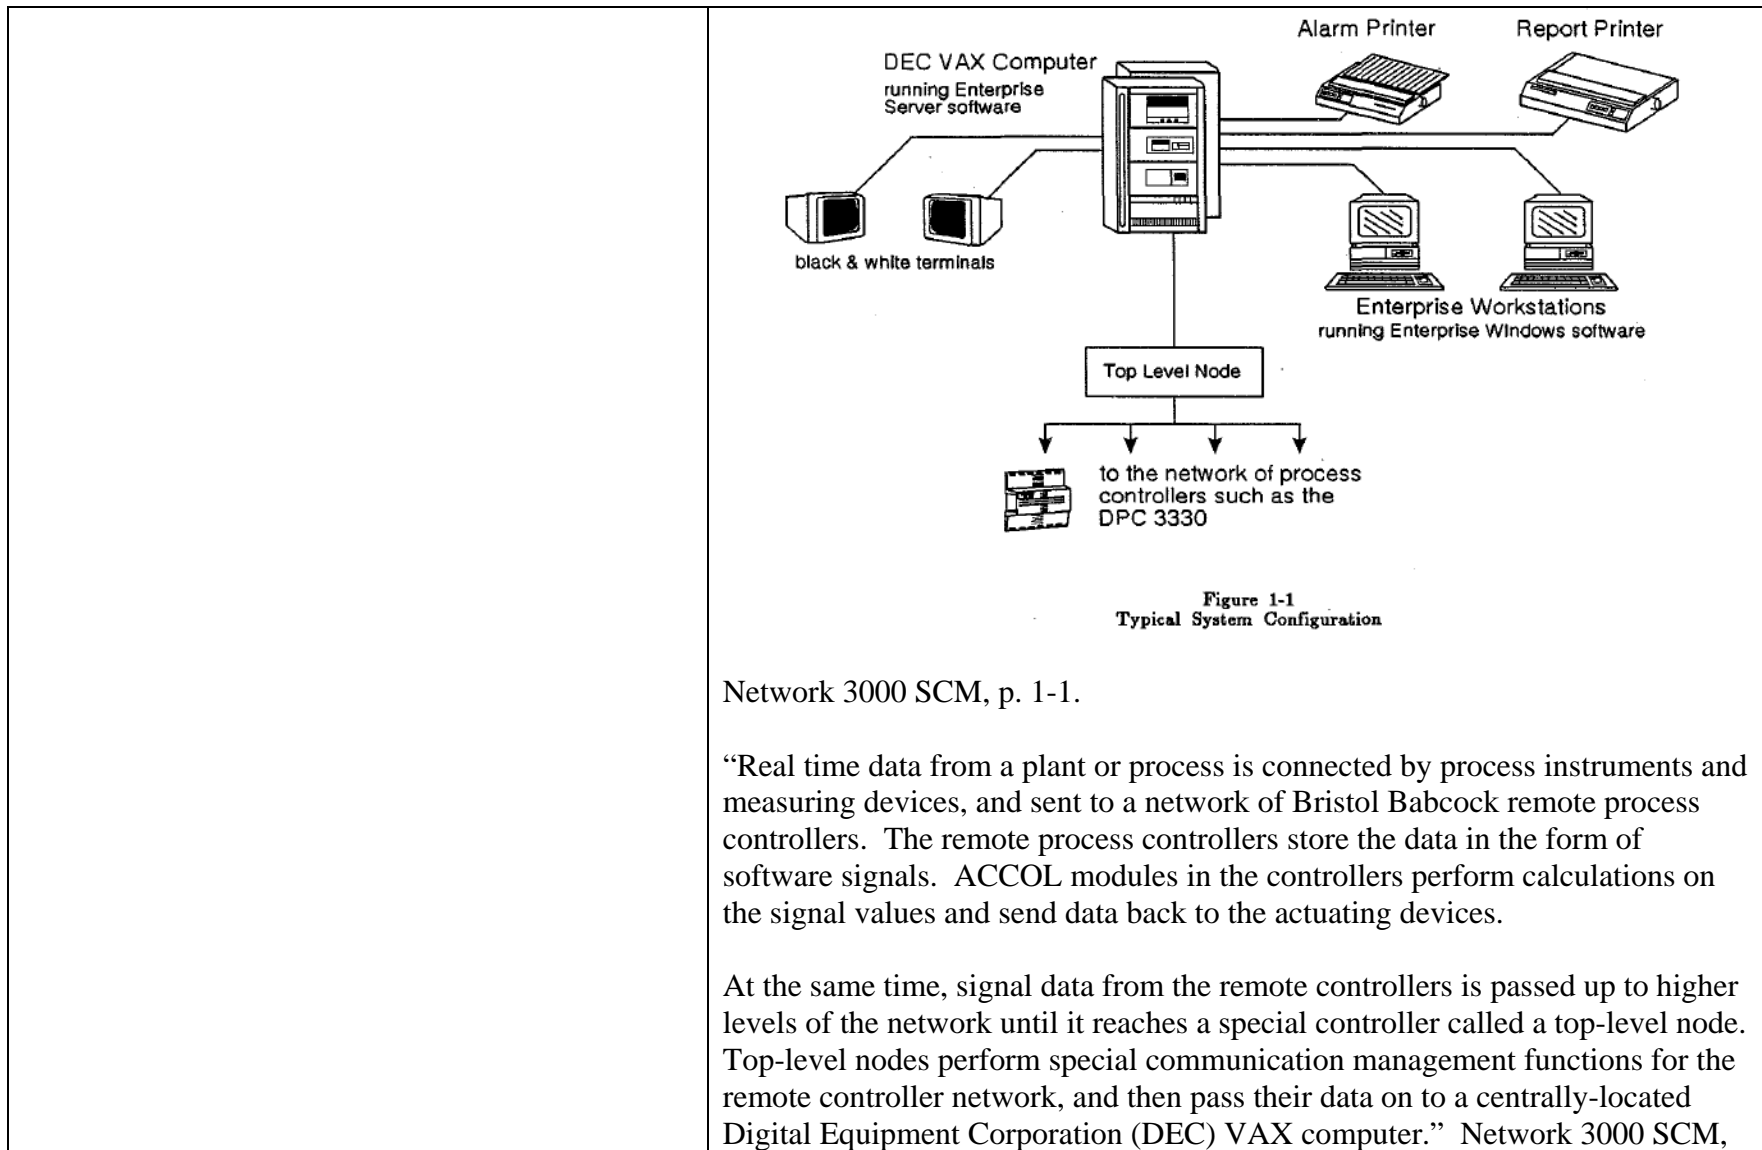 Alarm Printer
Report Printer
DEC VAX Computer
running Enterprise
Server software
black & white terminals
Enterprise Workstations
running Enterprise Windows software
Top Level Node
to the network of process
controllers such as the
DPC 3330
Figure 1-1
Typical System Configuration
Network 3000 SCM, p. 1-1.
“Real time data from a plant or process is connected by process instruments and
measuring devices, and sent to a network of Bristol Babcock remote process
controllers.  The remote process controllers store the data in the form of
software signals.  ACCOL modules in the controllers perform calculations on
the signal values and send data back to the actuating devices.
At the same time, signal data from the remote controllers is passed up to higher
levels of the network until it reaches a special controller called a top-level node.
Top-level nodes perform special communication management functions for the
remote controller network, and then pass their data on to a centrally-located
Digital Equipment Corporation (DEC) VAX computer.”  Network 3000 SCM,